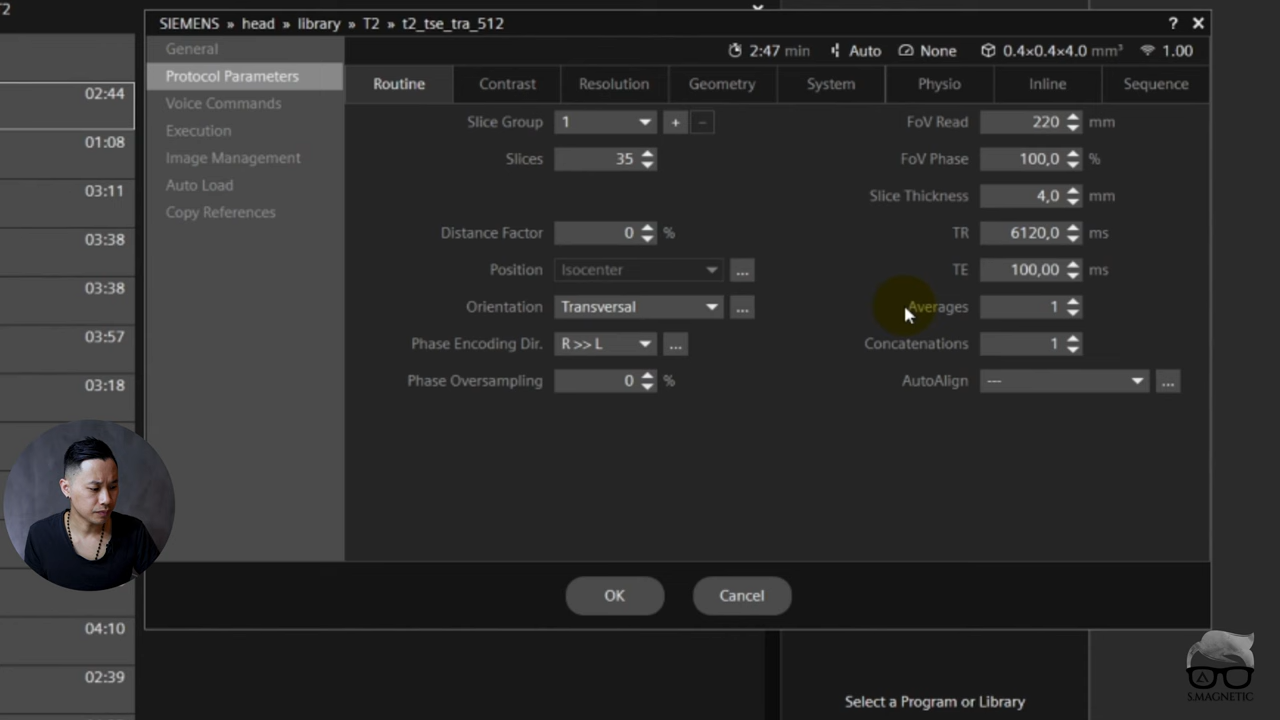 T2
SIEMENS » head » library » T2 » t2_tse_tra_512
?
General
2:47 min Auto None 0.4×0.4×4.0 mm³ 1.00
Protocol Parameters
Routine Contrast Resolution Geometry System Physio Inline Sequence
02:44
Voice Commands
Slice Group 1 + − FoV Read 220 mm
Execution
01:08
Slices 35 FoV Phase 100,0 %
Image Management
Auto Load
03:11
Slice Thickness 4,0 mm
Copy References
03:38
Distance Factor 0 % TR 6120,0 ms
Position Isocenter ... TE 100,00 ms
03:38
Orientation Transversal ... Averages 1
03:57
Phase Encoding Dir. R >> L ... Concatenations 1
03:18
Phase Oversampling 0 % AutoAlign --- ...
OK Cancel
04:10
02:39
Select a Program or Library
S.MAGNETIC